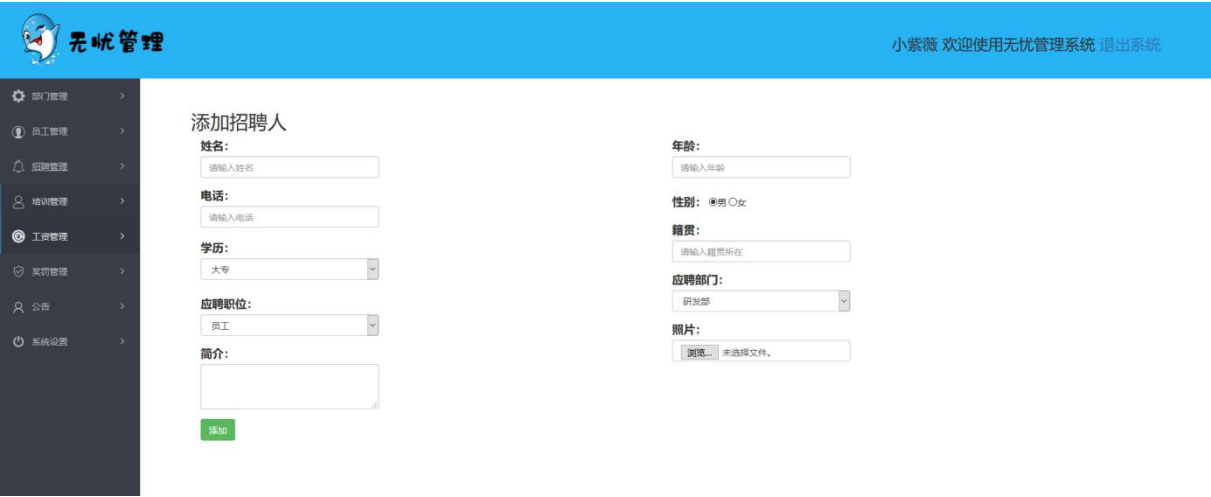 无忧管理
小紫薇 欢迎使用无忧管理系统 退出系统
部门管理
员工管理
招聘管理
培训管理
工资管理
奖罚管理
公告
系统设置
添加招聘人
姓名：
请输入姓名
电话：
请输入电话
学历：
大专
应聘职位：
员工
简介：
添加
年龄：
请输入年龄
性别： 男 女
籍贯：
请输入籍贯所在
应聘部门：
研发部
照片：
浏览... 未选择文件。